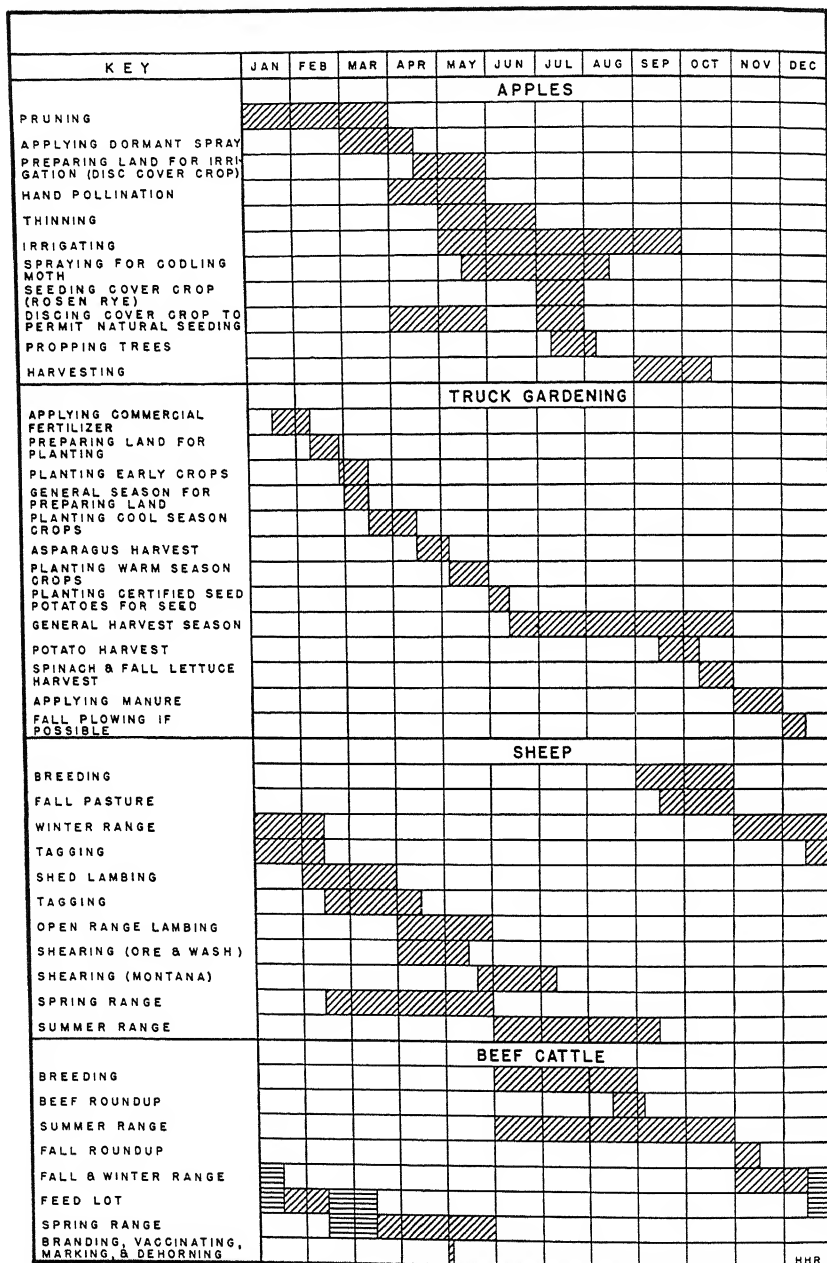 KEY JAN FEB MAR APR MAY JUN JUL AUG SEP OCT NOV DEC
APPLES
PRUNING
APPLYING DORMANT SPRAY
PREPARING LAND FOR IRRI-
GATION (DISC COVER CROP)
HAND POLLINATION
THINNING
IRRIGATING
SPRAYING FOR CODLING
MOTH
SEEDING COVER CROP
(ROSEN RYE)
DISCING COVER CROP TO
PERMIT NATURAL SEEDING
PROPPING TREES
HARVESTING
TRUCK GARDENING
APPLYING COMMERCIAL
FERTILIZER
PREPARING LAND FOR
PLANTING
PLANTING EARLY CROPS
GENERAL SEASON FOR
PREPARING LAND
PLANTING COOL SEASON
CROPS
ASPARAGUS HARVEST
PLANTING WARM SEASON
CROPS
PLANTING CERTIFIED SEED
POTATOES FOR SEED
GENERAL HARVEST SEASON
POTATO HARVEST
SPINACH & FALL LETTUCE
HARVEST
APPLYING MANURE
FALL PLOWING IF
POSSIBLE
SHEEP
BREEDING
FALL PASTURE
WINTER RANGE
TAGGING
SHED LAMBING
TAGGING
OPEN RANGE LAMBING
SHEARING (ORE & WASH)
SHEARING (MONTANA)
SPRING RANGE
SUMMER RANGE
BEEF CATTLE
BREEDING
BEEF ROUNDUP
SUMMER RANGE
FALL ROUNDUP
FALL & WINTER RANGE
FEED LOT
SPRING RANGE
BRANDING, VACCINATING,
MARKING, & DEHORNING
HHR